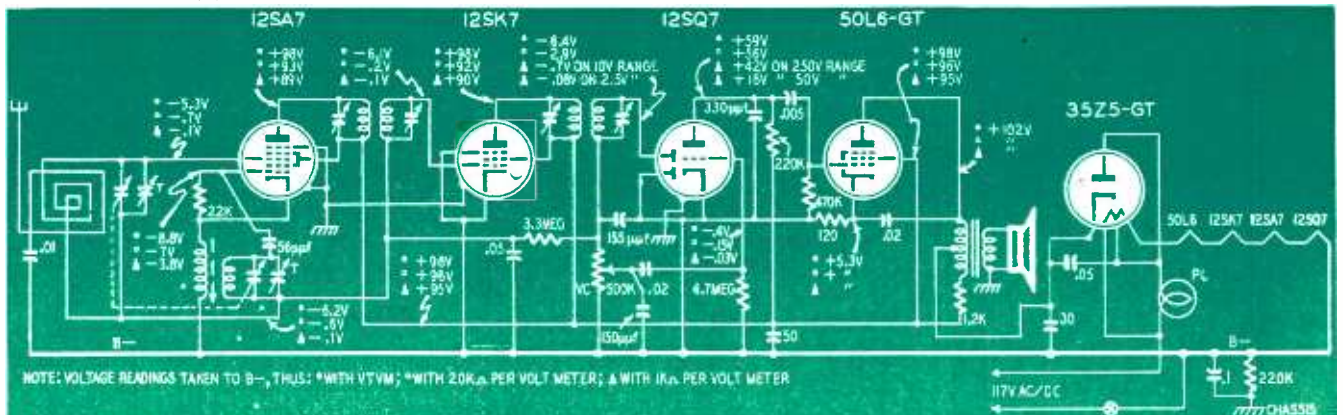 12SA7
12SK7
12SQ7
50L6-GT
35Z5-GT
* +98V
* +93V
▲ +89V
* -6.1V
* -.2V
▲ -.1V
* +98V
* +92V
▲ +90V
* -6.4V
* -2.9V
▲ -.7V ON 10V RANGE
▲ -.08V ON 2.5V "
* +59V
* +56V
▲ +42V ON 250V RANGE
▲ +18V " 50V "
* +98V
* +96V
▲ +95V
* -5.3V
* -.7V
▲ -.1V
330μμf
.005
220K
* +102V
* "
▲ "
22K
470K
50L6 12SK7 12SA7 12SQ7
.01
T
* -8.8V
* -7V
▲ -3.8V
56μμf
T
.05
3.3MEG
155μμf
* -.4V
* -.15V
▲ -.03V
120
.02
.05
PL
* +98V
* +96V
▲ +95V
VC
500K
.02
4.7MEG
* +5.3V
* + "
▲ "
* -6.2V
* -.6V
▲ -.1V
150μμf
50
1.2K
30
B-
B-
.1
220K
NOTE: VOLTAGE READINGS TAKEN TO B-, THUS: *WITH VTVM; *WITH 20KΩ PER VOLT METER; ▲ WITH 1KΩ PER VOLT METER
117V AC/DC
CHASSIS